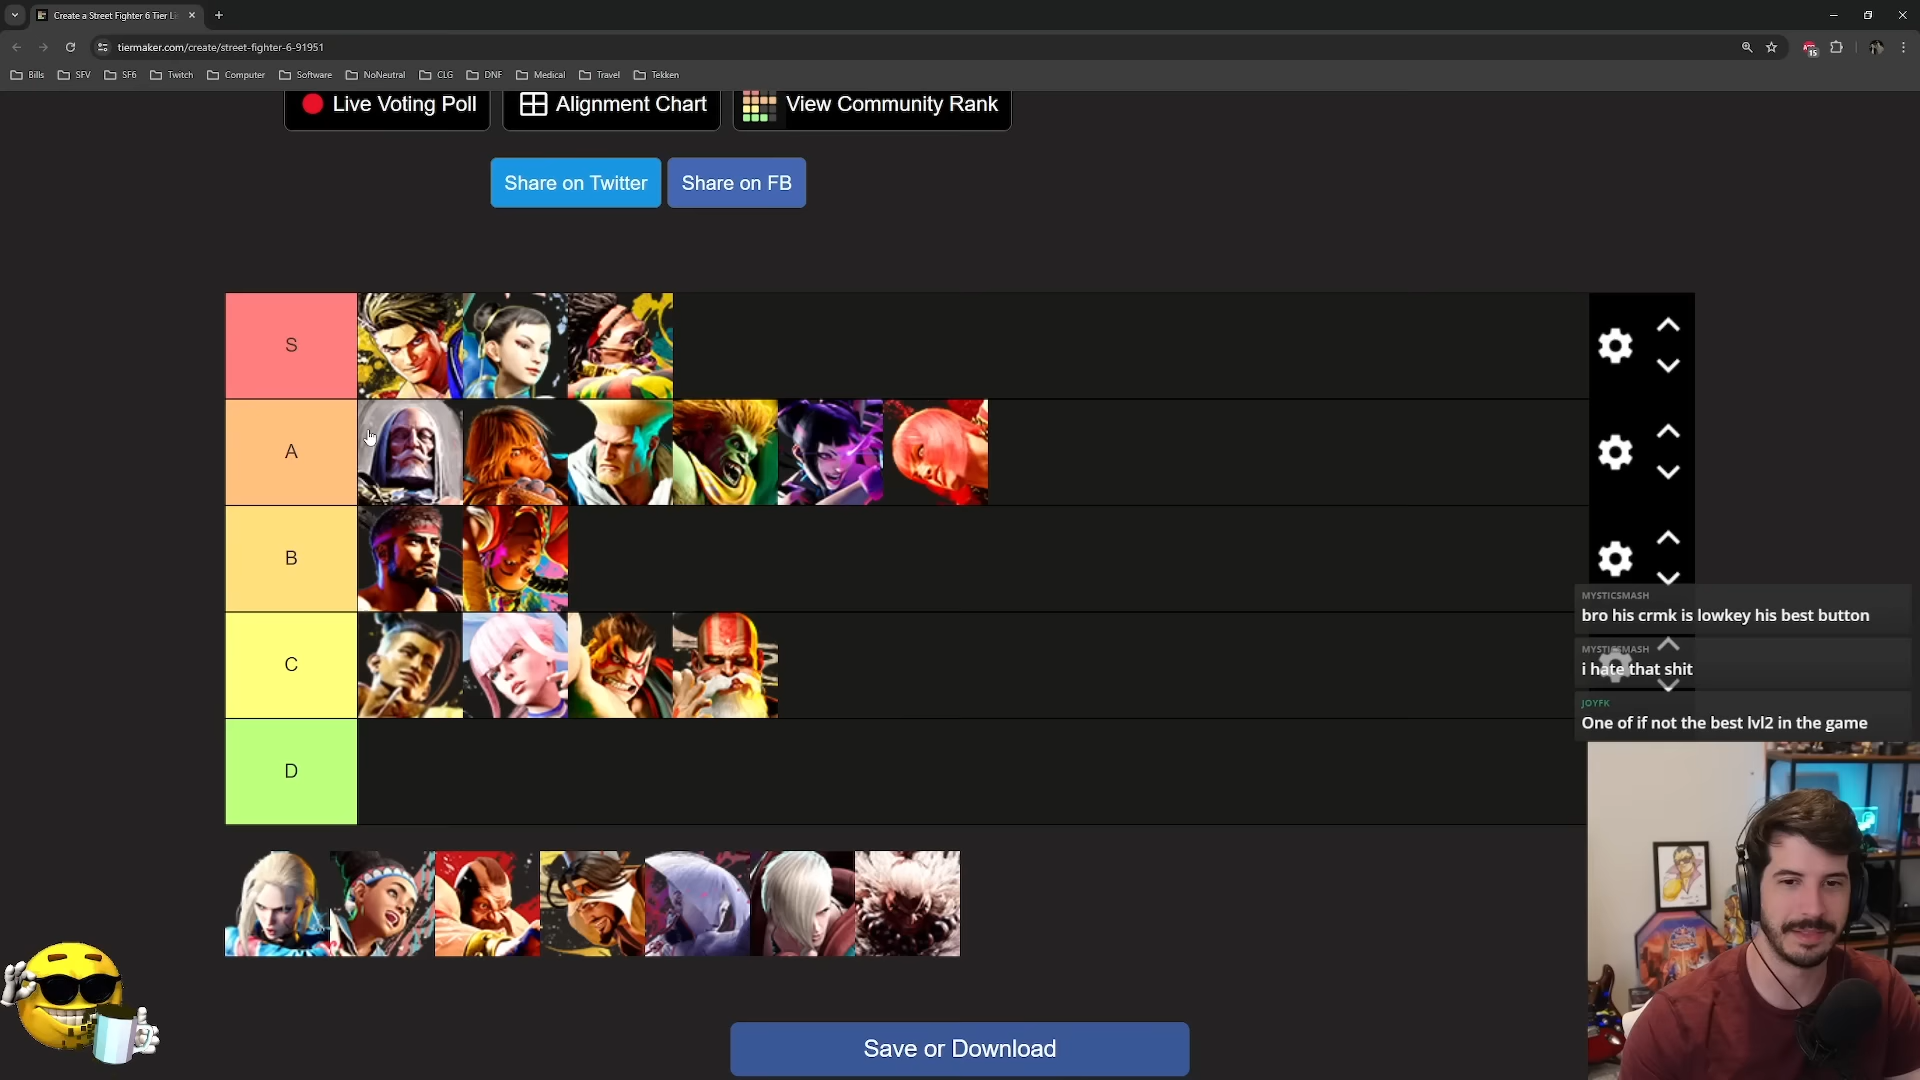 Create a Street Fighter 6 Tier Li
tiermaker.com/create/street-fighter-6-91951
15
Bills
SFV
SF6
Twitch
Computer
Software
NoNeutral
CLG
DNF
Medical
Travel
Tekken
Live Voting Poll
Alignment Chart
View Community Rank
Share on Twitter
Share on FB
S
A
B
C
D
MYSTICSMASH
bro his crmk is lowkey his best button
MYSTICSMASH
i hate that shit
JOYFK
One of if not the best lvl2 in the game
Save or Download